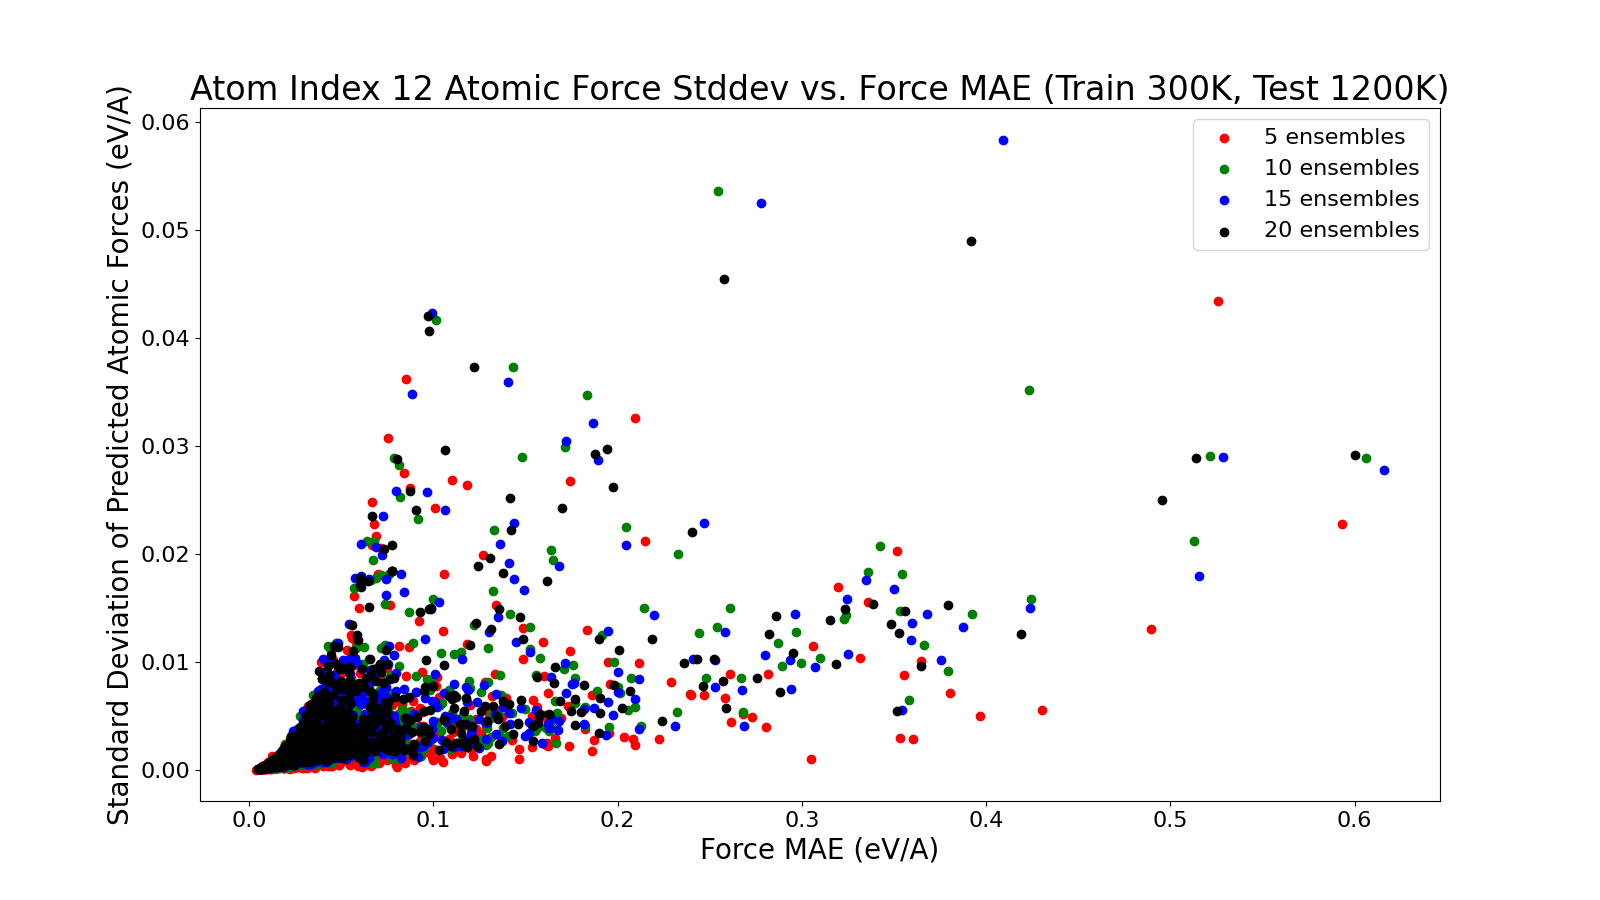 Atom Index 12 Atomic Force Stddev vs. Force MAE (Train 300K, Test 1200K)
5 ensembles
10 ensembles
15 ensembles
20 ensembles
Standard Deviation of Predicted Atomic Forces (eV/A)
0.06
0.05
0.04
0.03
0.02
0.01
0.00
0.0 0.1 0.2 0.3 0.4 0.5 0.6
Force MAE (eV/A)